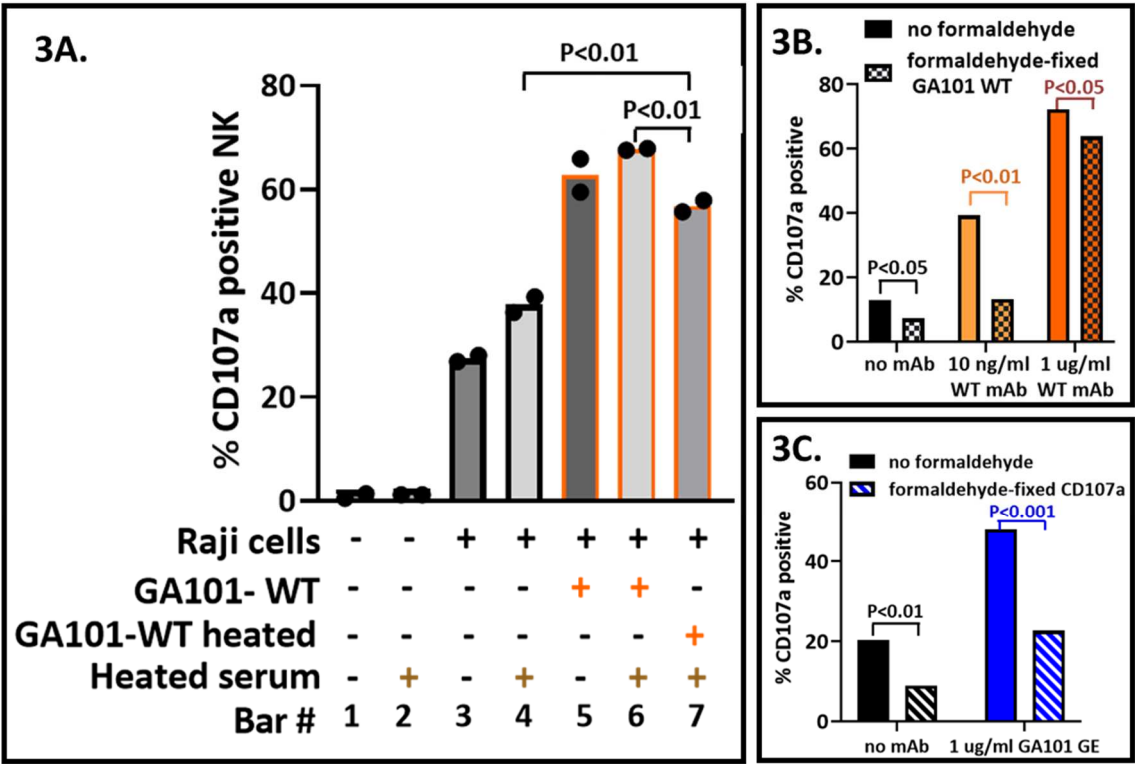 3A.
P<0.01
P<0.01
% CD107a positive NK
80
60
40
20
0
Raji cells - - + + + + +
GA101- WT - - - - + + -
GA101-WT heated - - - - - - +
Heated serum - + - + - + +
Bar # 1 2 3 4 5 6 7
3B.
no formaldehyde
formaldehyde-fixed
GA101 WT
% CD107a positive
80
60
40
20
0
P<0.05
P<0.01
P<0.05
no mAb 10 ng/ml 1 ug/ml
WT mAb WT mAb
3C.
no formaldehyde
formaldehyde-fixed CD107a
% CD107a positive
60
40
20
0
P<0.01
P<0.001
no mAb 1 ug/ml GA101 GE